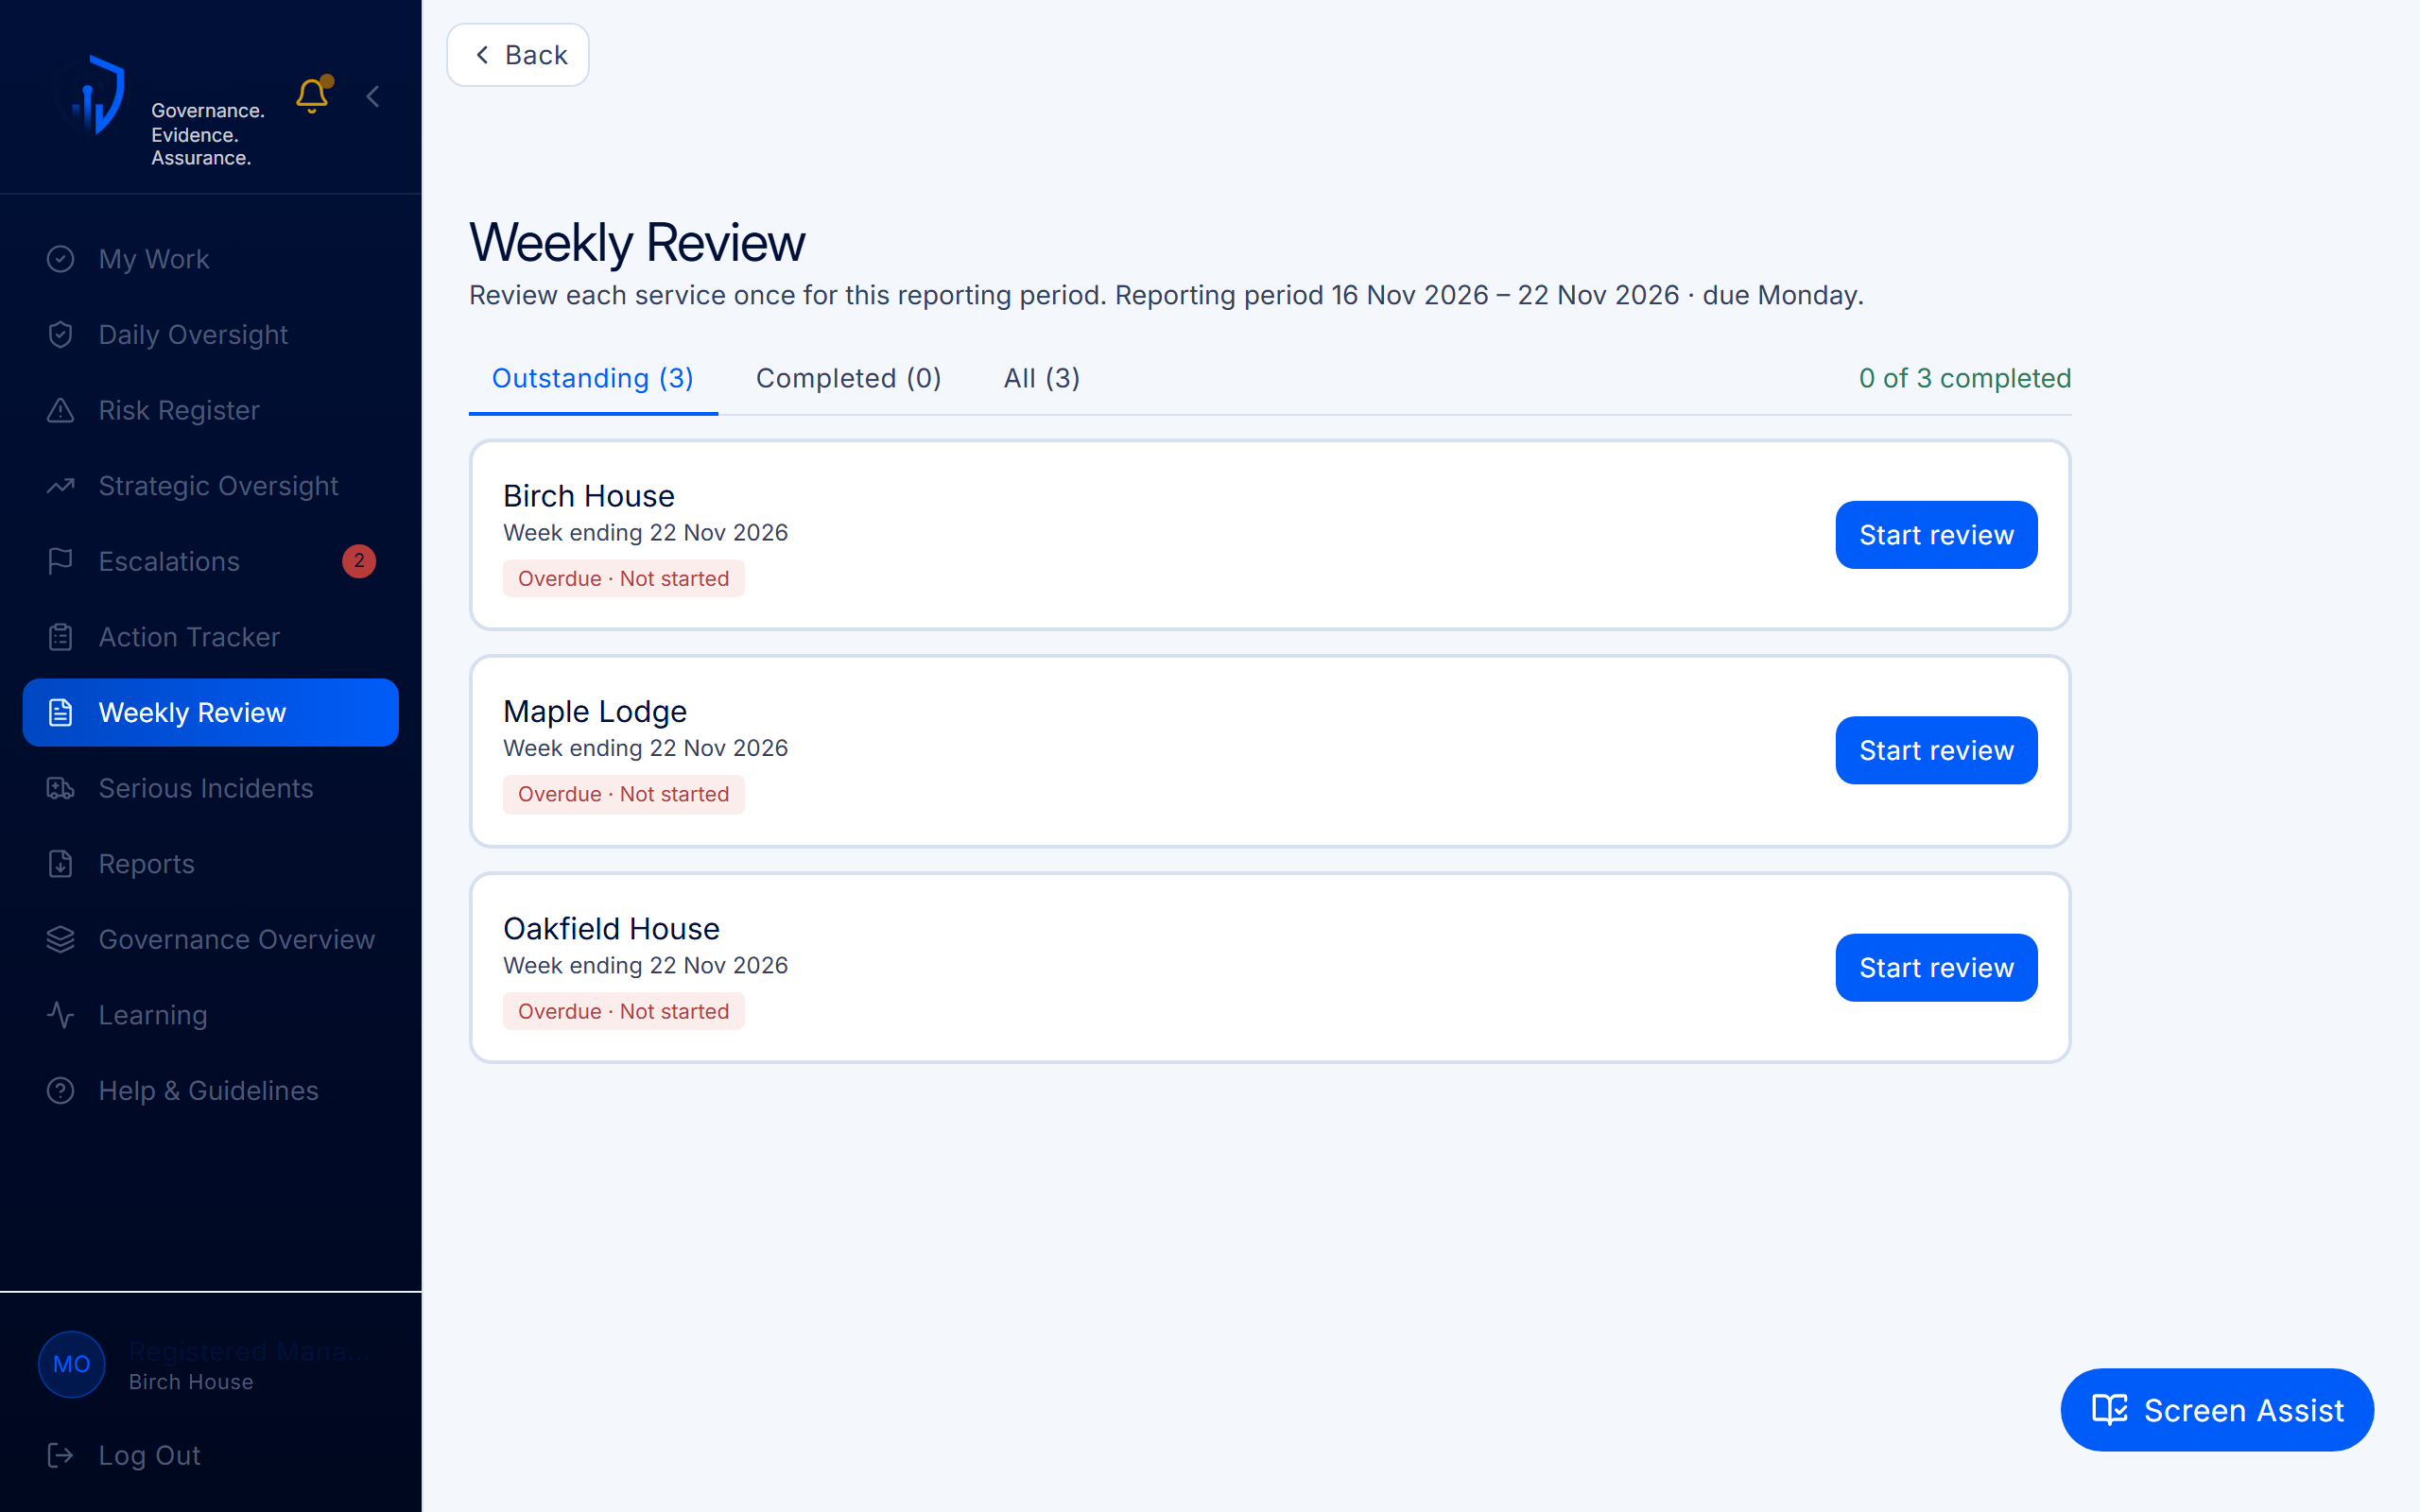 Governance.
Evidence.
Assurance.
My Work
Daily Oversight
Risk Register
Strategic Oversight
Escalations
2
Action Tracker
Weekly Review
Serious Incidents
Reports
Governance Overview
Learning
Help & Guidelines
MO
Registered Mana...
Birch House
Log Out
Back
Weekly Review
Review each service once for this reporting period. Reporting period 16 Nov 2026 – 22 Nov 2026 · due Monday.
Outstanding (3)
Completed (0)
All (3)
0 of 3 completed
Birch House
Week ending 22 Nov 2026
Overdue · Not started
Start review
Maple Lodge
Week ending 22 Nov 2026
Overdue · Not started
Start review
Oakfield House
Week ending 22 Nov 2026
Overdue · Not started
Start review
Screen Assist